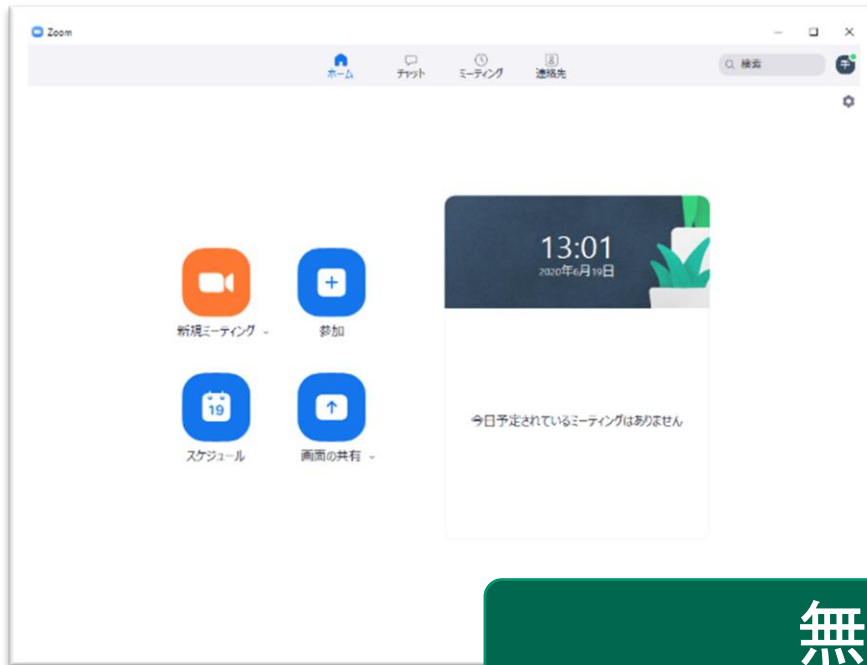 Zoom
ホーム チャット ミーティング 連絡先
検索
13:01
2020年6月19日
新規ミーティング 参加
19
スケジュール 画面の共有
今日予定されているミーティングはありません
無